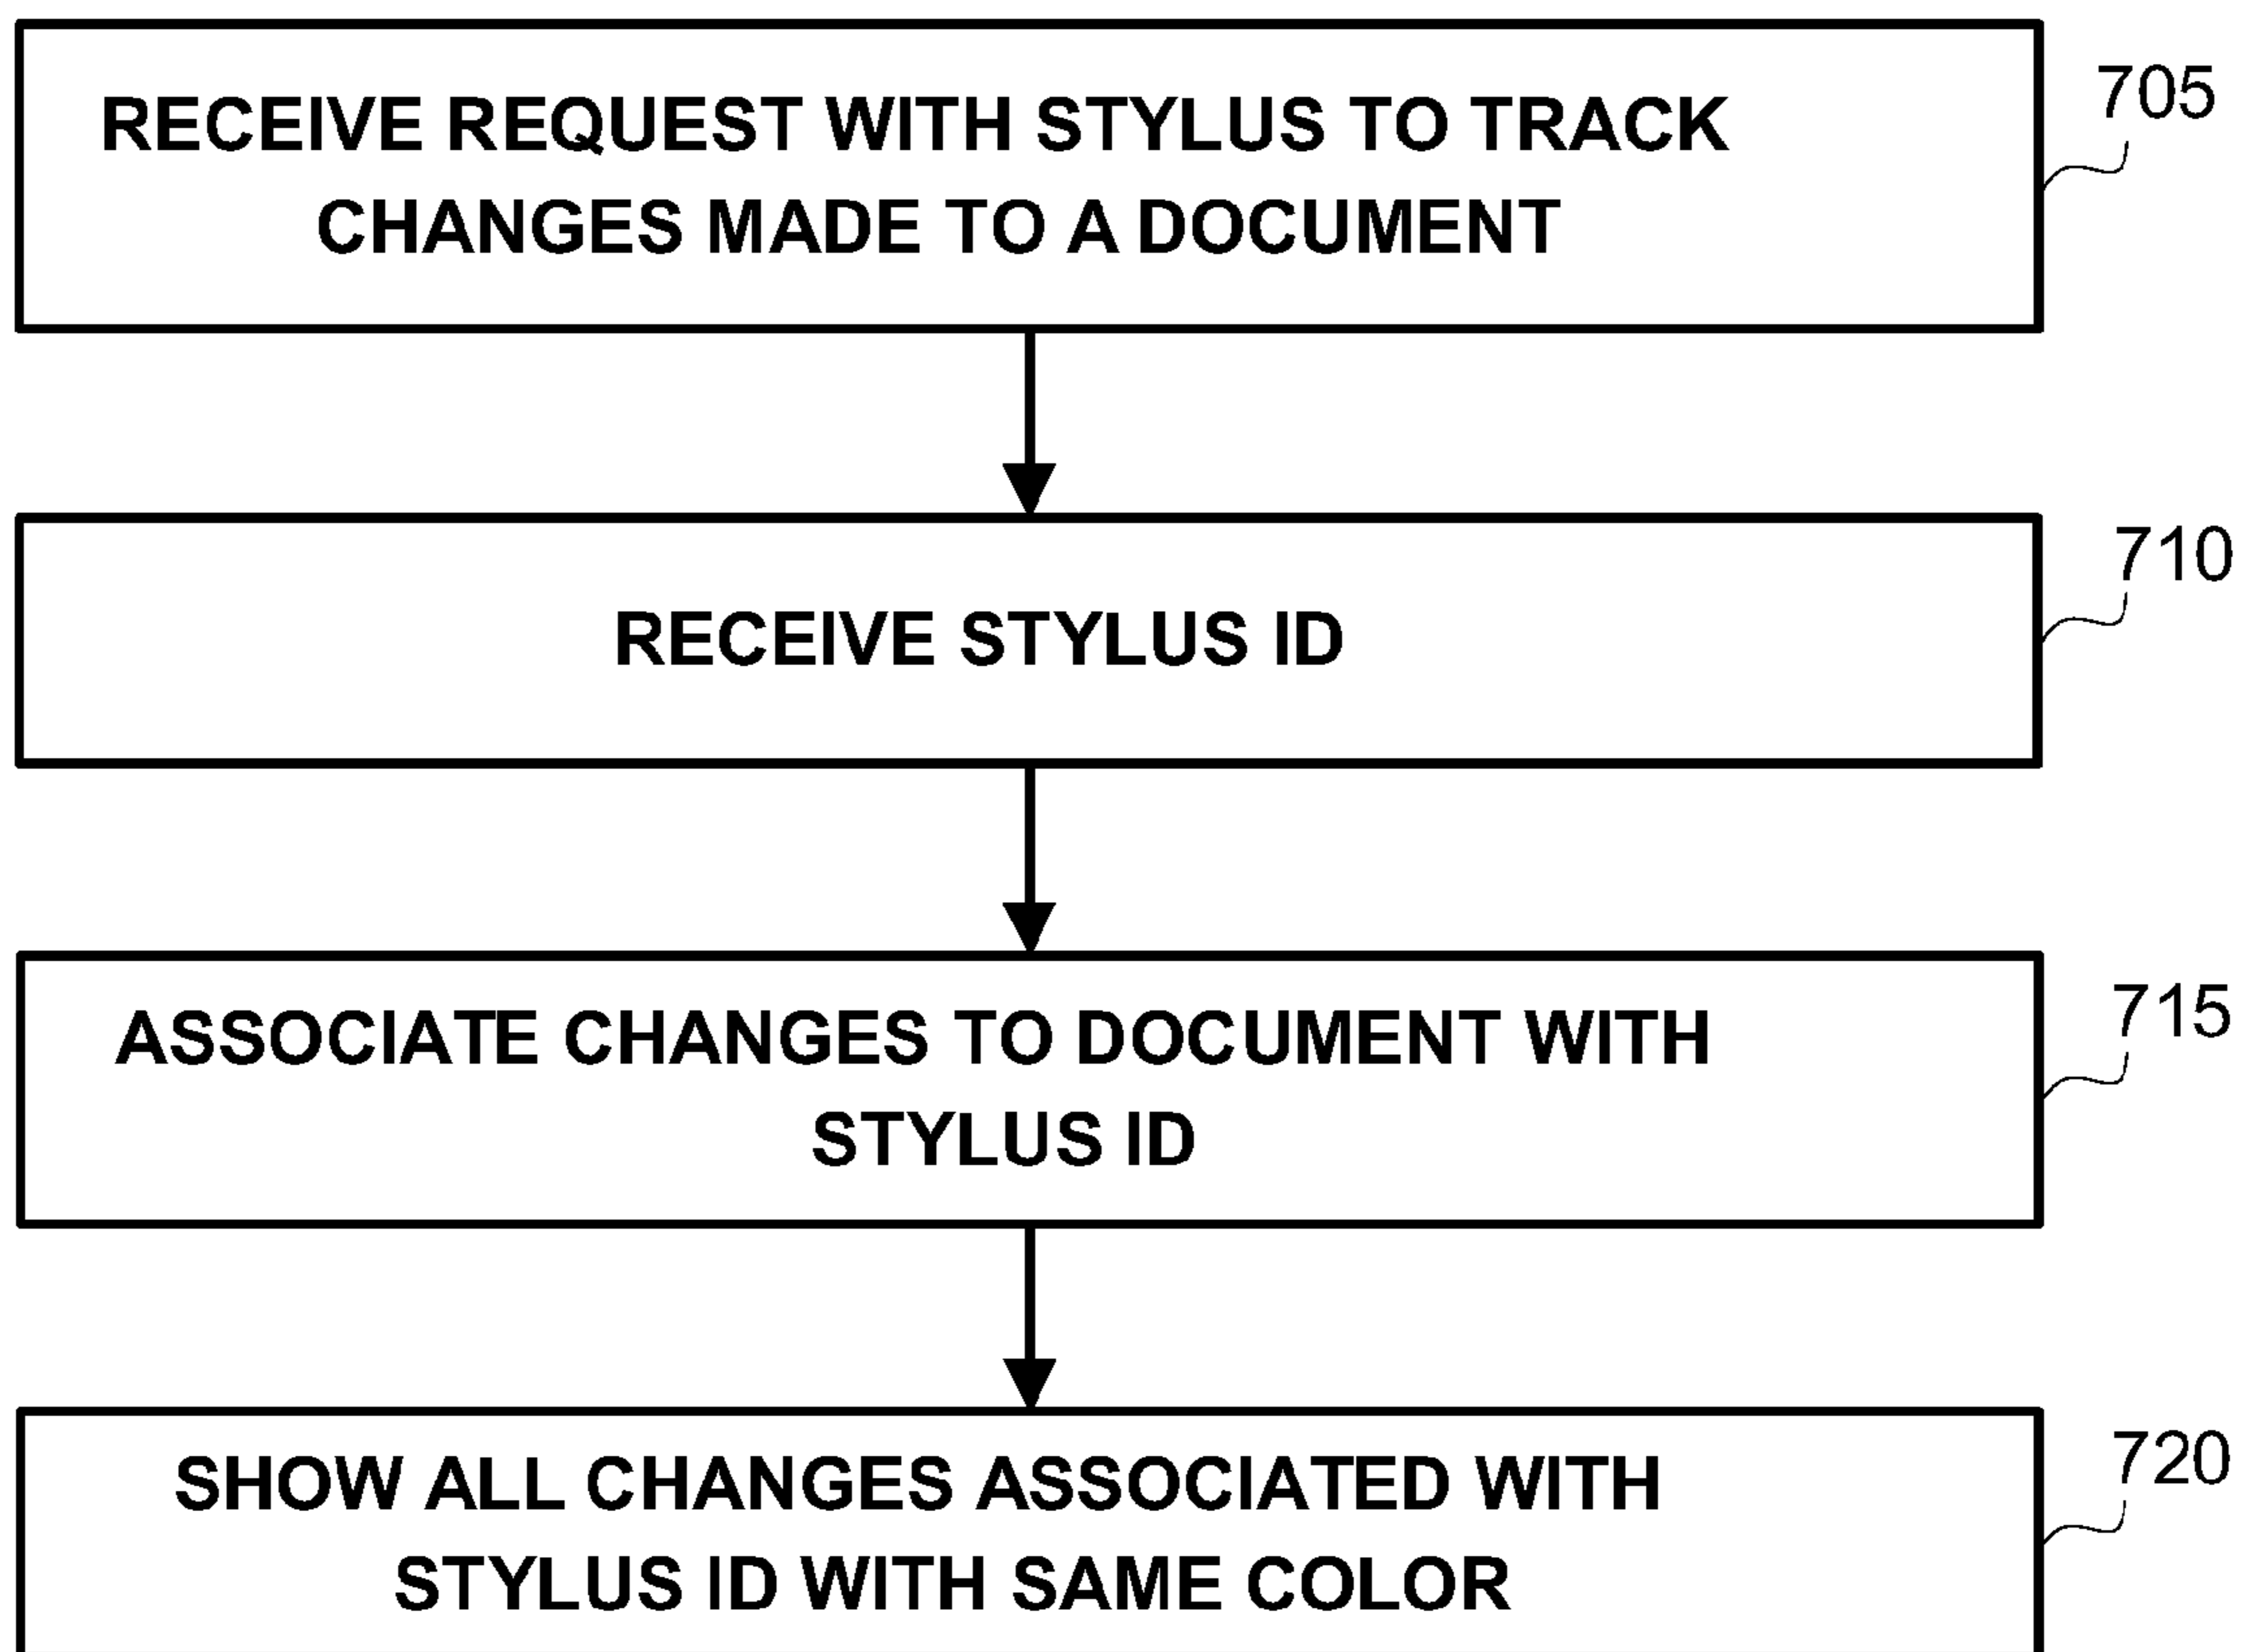 RECEIVE REQUEST WITH STYLUS TO TRACK
CHANGES MADE TO A DOCUMENT
705
RECEIVE STYLUS ID
710
ASSOCIATE CHANGES TO DOCUMENT WITH
STYLUS ID
715
SHOW ALL CHANGES ASSOCIATED WITH
STYLUS ID WITH SAME COLOR
720